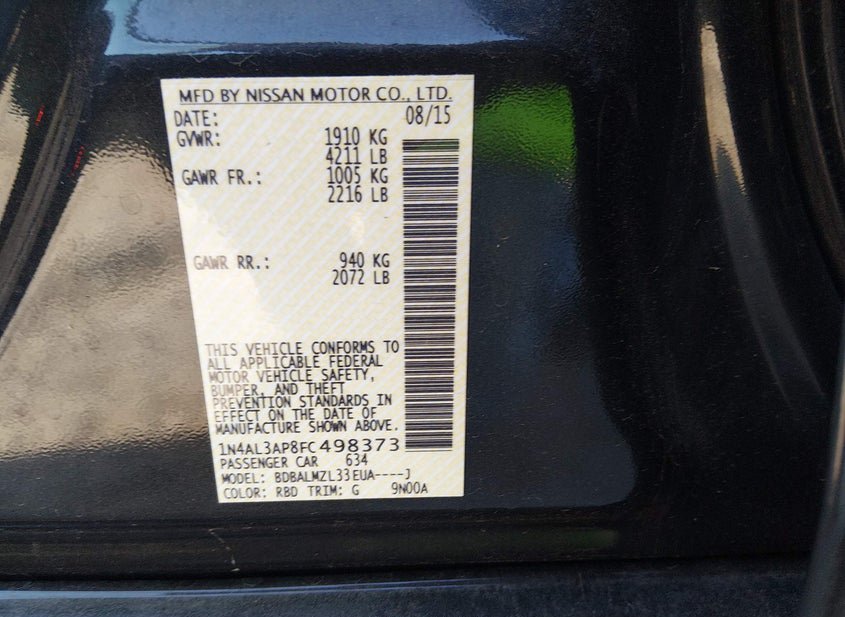 MFD BY NISSAN MOTOR CO., LTD.
DATE: 08/15
GVWR: 1910 KG
4211 LB
GAWR FR.: 1005 KG
2216 LB
GAWR RR.: 940 KG
2072 LB
THIS VEHICLE CONFORMS TO
ALL APPLICABLE FEDERAL
MOTOR VEHICLE SAFETY,
BUMPER, AND THEFT
PREVENTION STANDARDS IN
EFFECT ON THE DATE OF
MANUFACTURE SHOWN ABOVE.
1N4AL3AP8FC498373
PASSENGER CAR 634
MODEL: BDBALMZL33EUA----J
COLOR: RBD TRIM: G 9N00A